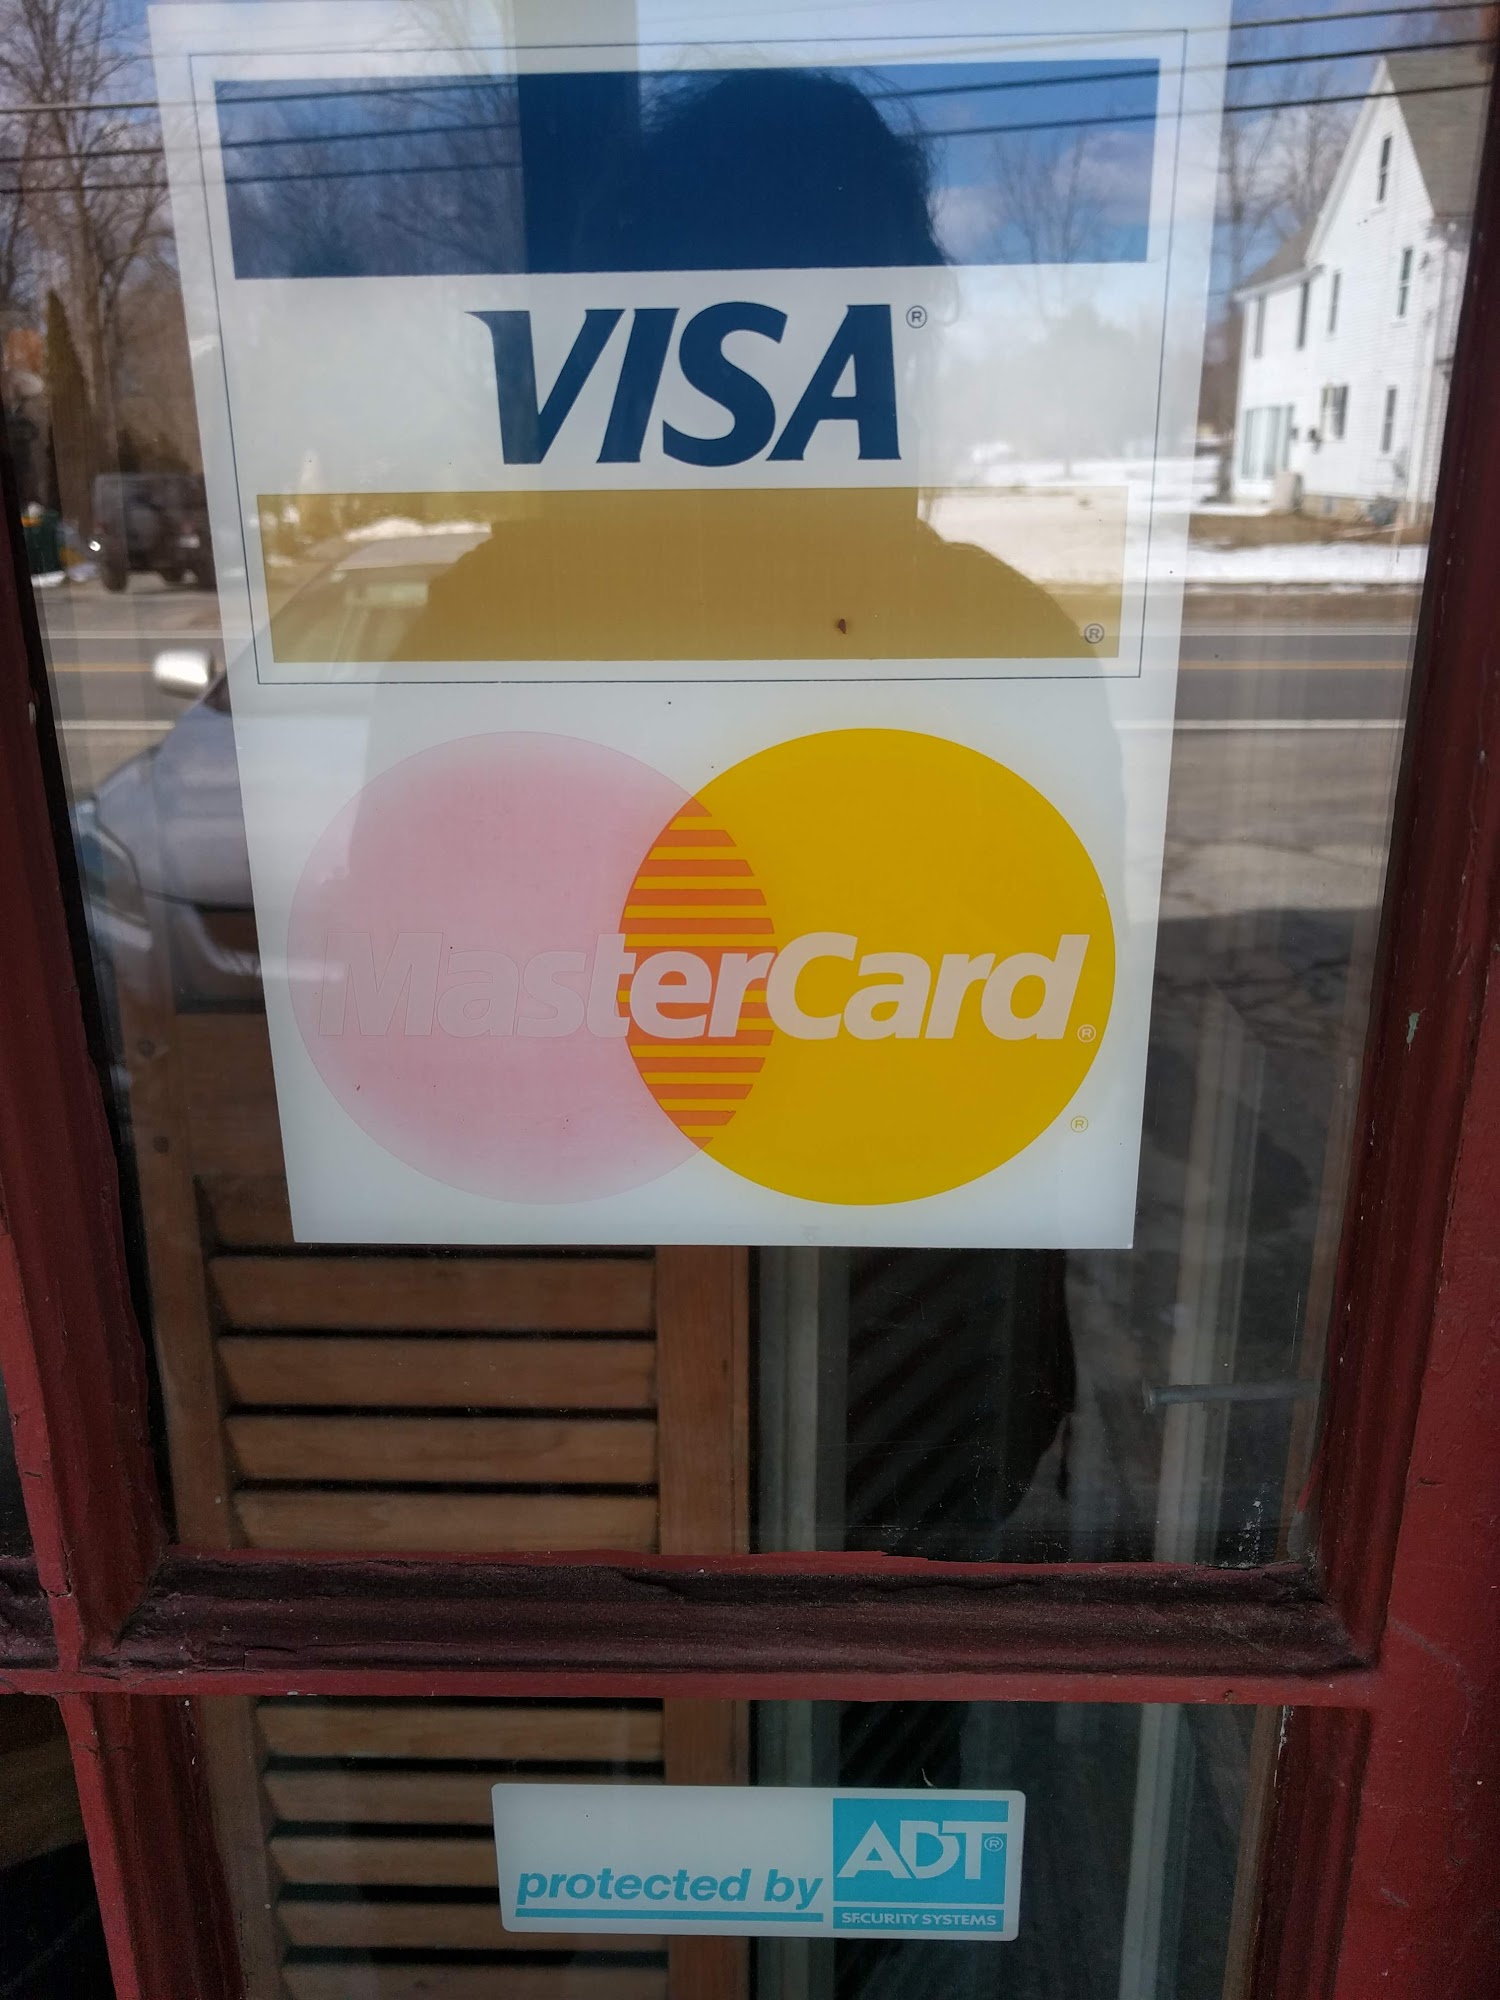 VISA®
®
MasterCard®
®
protected by
ADT®
SECURITY SYSTEMS